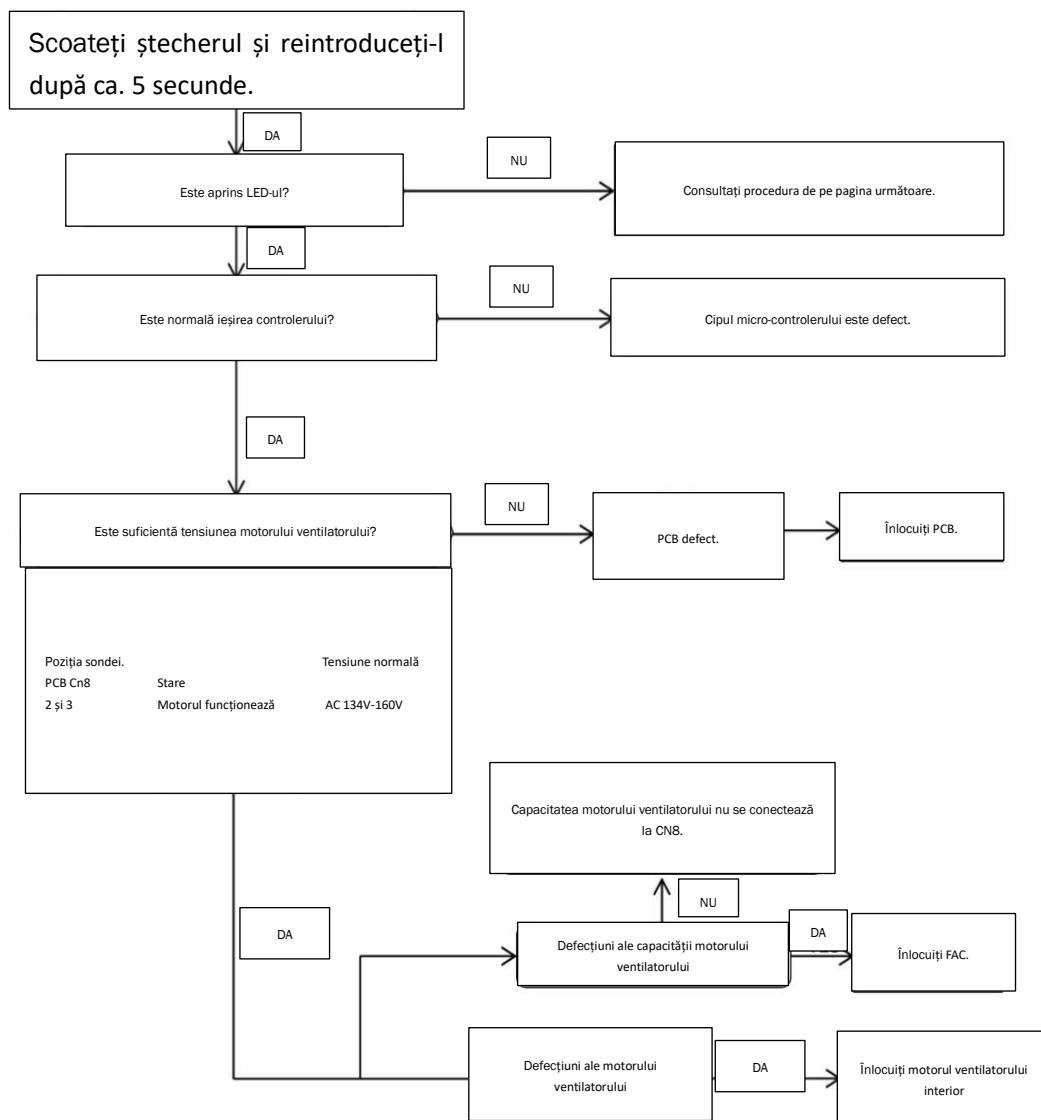 Scoateți ștecherul și reintroduceți-l
după ca. 5 secunde.
DA
Este aprins LED-ul?
NU
Consultați procedura de pe pagina următoare.
DA
Este normală ieșirea controlerului?
NU
Cipul micro-controlerului este defect.
DA
Este suficientă tensiunea motorului ventilatorului?
NU
PCB defect.
Înlocuiți PCB.
Poziția sondei. Tensiune normală
PCB Cn8 Stare
2 și 3 Motorul funcționează AC 134V-160V
Capacitatea motorului ventilatorului nu se conectează
la CN8.
NU
DA
Defecțiuni ale capacității motorului
ventilatorului
DA
Înlocuiți FAC.
Defecțiuni ale motorului
ventilatorului
DA
Înlocuiți motorul ventilatorului
interior